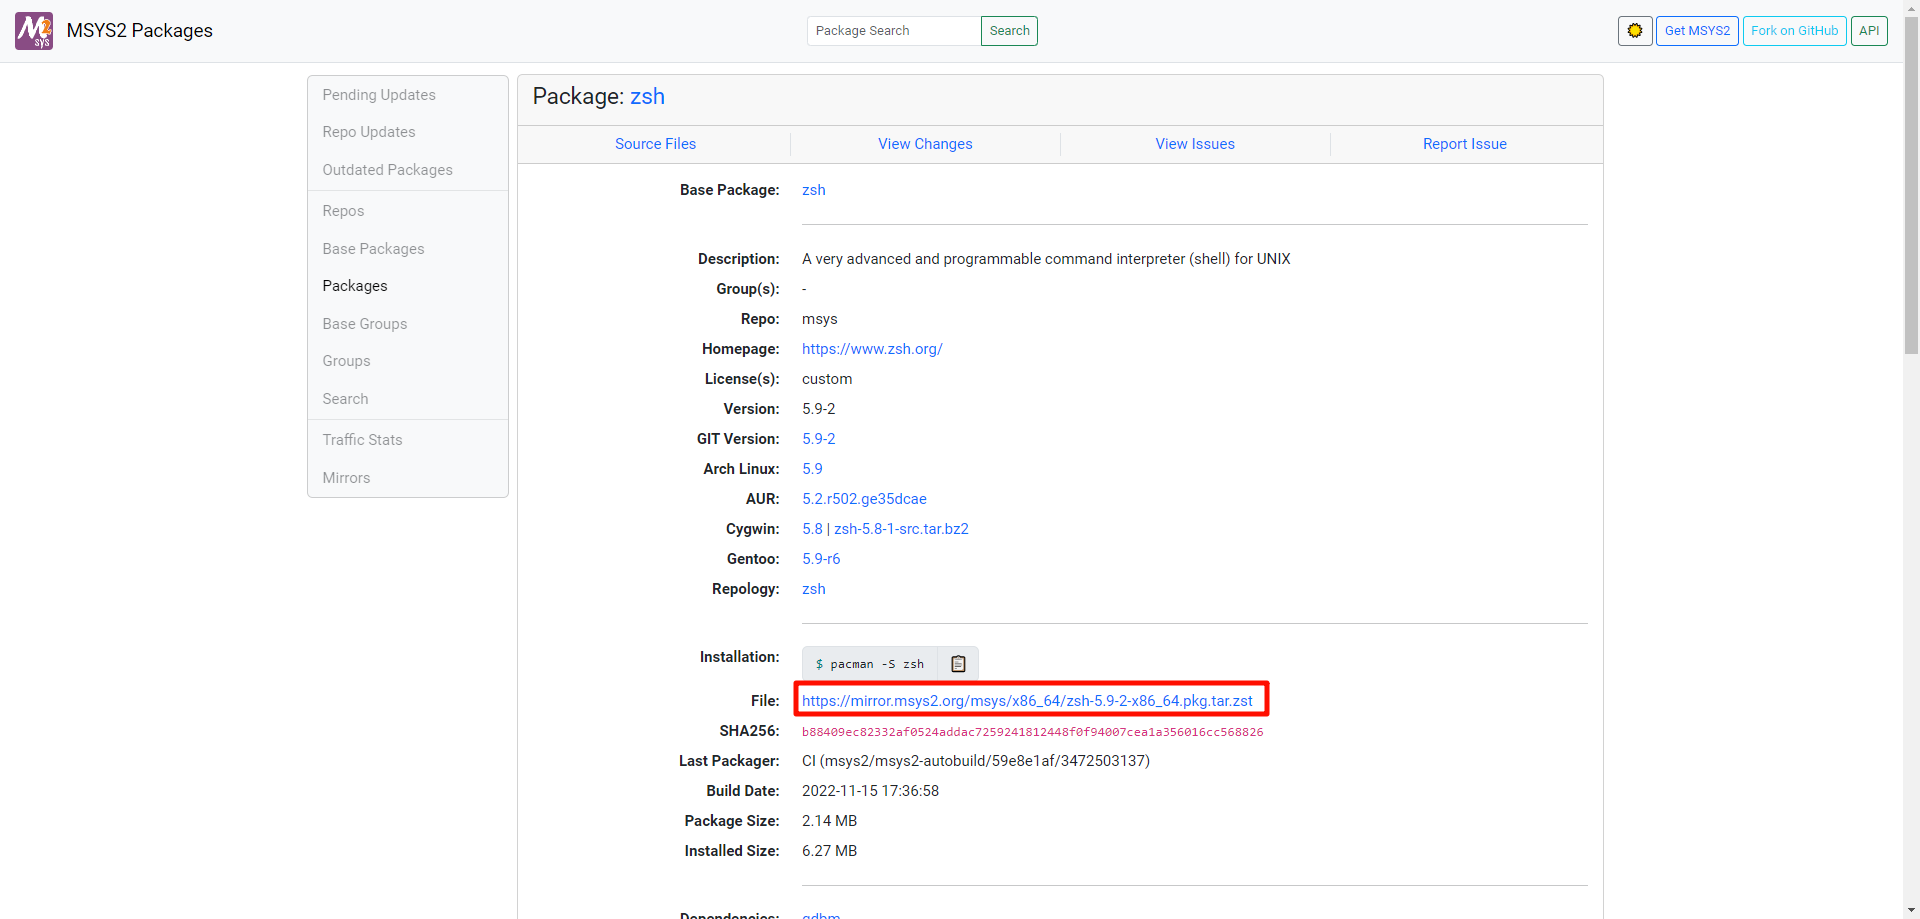 MSYS2 Packages
Package Search
Search
Get MSYS2
Fork on GitHub
API
Pending Updates
Repo Updates
Outdated Packages
Repos
Base Packages
Packages
Base Groups
Groups
Search
Traffic Stats
Mirrors
Package: zsh
Source Files
View Changes
View Issues
Report Issue
Base Package: zsh
Description: A very advanced and programmable command interpreter (shell) for UNIX
Group(s): -
Repo: msys
Homepage: https://www.zsh.org/
License(s): custom
Version: 5.9-2
GIT Version: 5.9-2
Arch Linux: 5.9
AUR: 5.2.r502.ge35dcae
Cygwin: 5.8 | zsh-5.8-1-src.tar.bz2
Gentoo: 5.9-r6
Repology: zsh
Installation: $ pacman -S zsh
File: https://mirror.msys2.org/msys/x86_64/zsh-5.9-2-x86_64.pkg.tar.zst
SHA256: b88409ec82332af0524addac7259241812448f0f94007cea1a356016cc568826
Last Packager: CI (msys2/msys2-autobuild/59e8e1af/3472503137)
Build Date: 2022-11-15 17:36:58
Package Size: 2.14 MB
Installed Size: 6.27 MB
Dependencies: gdbm